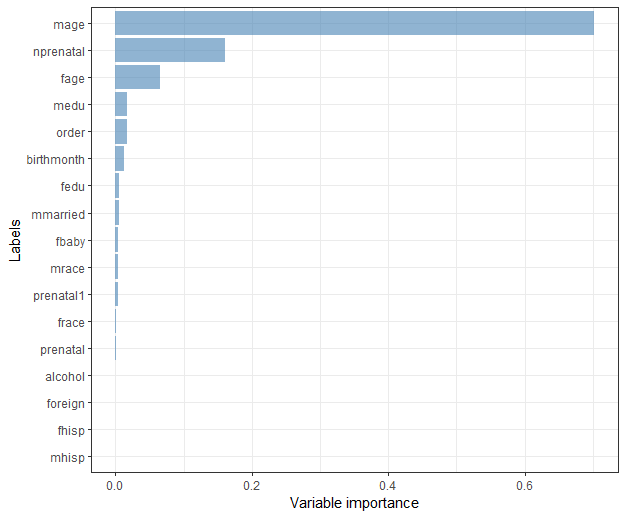 mage
nprenatal
fage
medu
order
birthmonth
fedu
mmarried
fbaby
mrace
prenatal1
frace
prenatal
alcohol
foreign
fhisp
mhisp
Labels
0.0 0.2 0.4 0.6
Variable importance